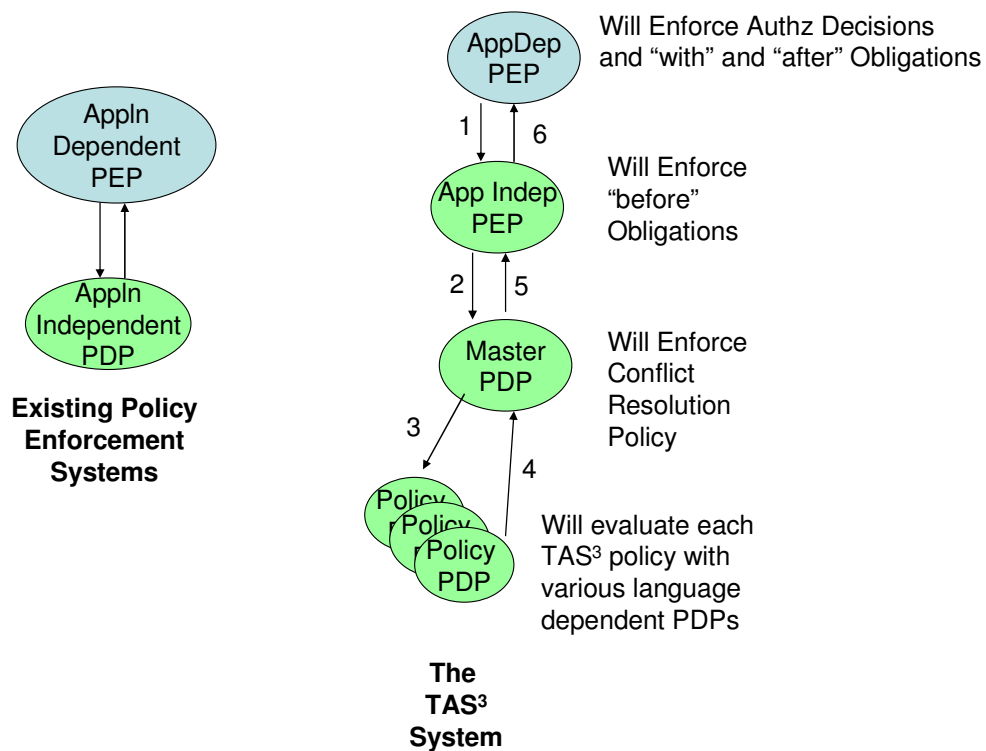 Appln
Dependent
PEP
Appln
Independent
PDP
Existing Policy
Enforcement
Systems
AppDep
PEP
Will Enforce Authz Decisions
and “with” and “after” Obligations
1
6
App Indep
PEP
Will Enforce
“before”
Obligations
2
5
Master
PDP
Will Enforce
Conflict
Resolution
Policy
3
4
Policy
Policy
Policy
PDP
Will evaluate each
TAS³ policy with
various language
dependent PDPs
The
TAS³
System